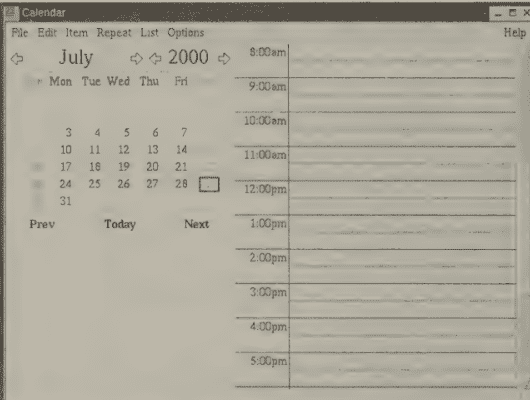 Calendar
File Edit Item Repeat List Options Help
July 2000
Mon Tue Wed Thu Fri
3 4 5 6 7
10 11 12 13 14
17 18 19 20 21
24 25 26 27 28
31
Prev Today Next
8:00am
9:00am
10:00am
11:00am
12:00pm
1:00pm
2:00pm
3:00pm
4:00pm
5:00pm